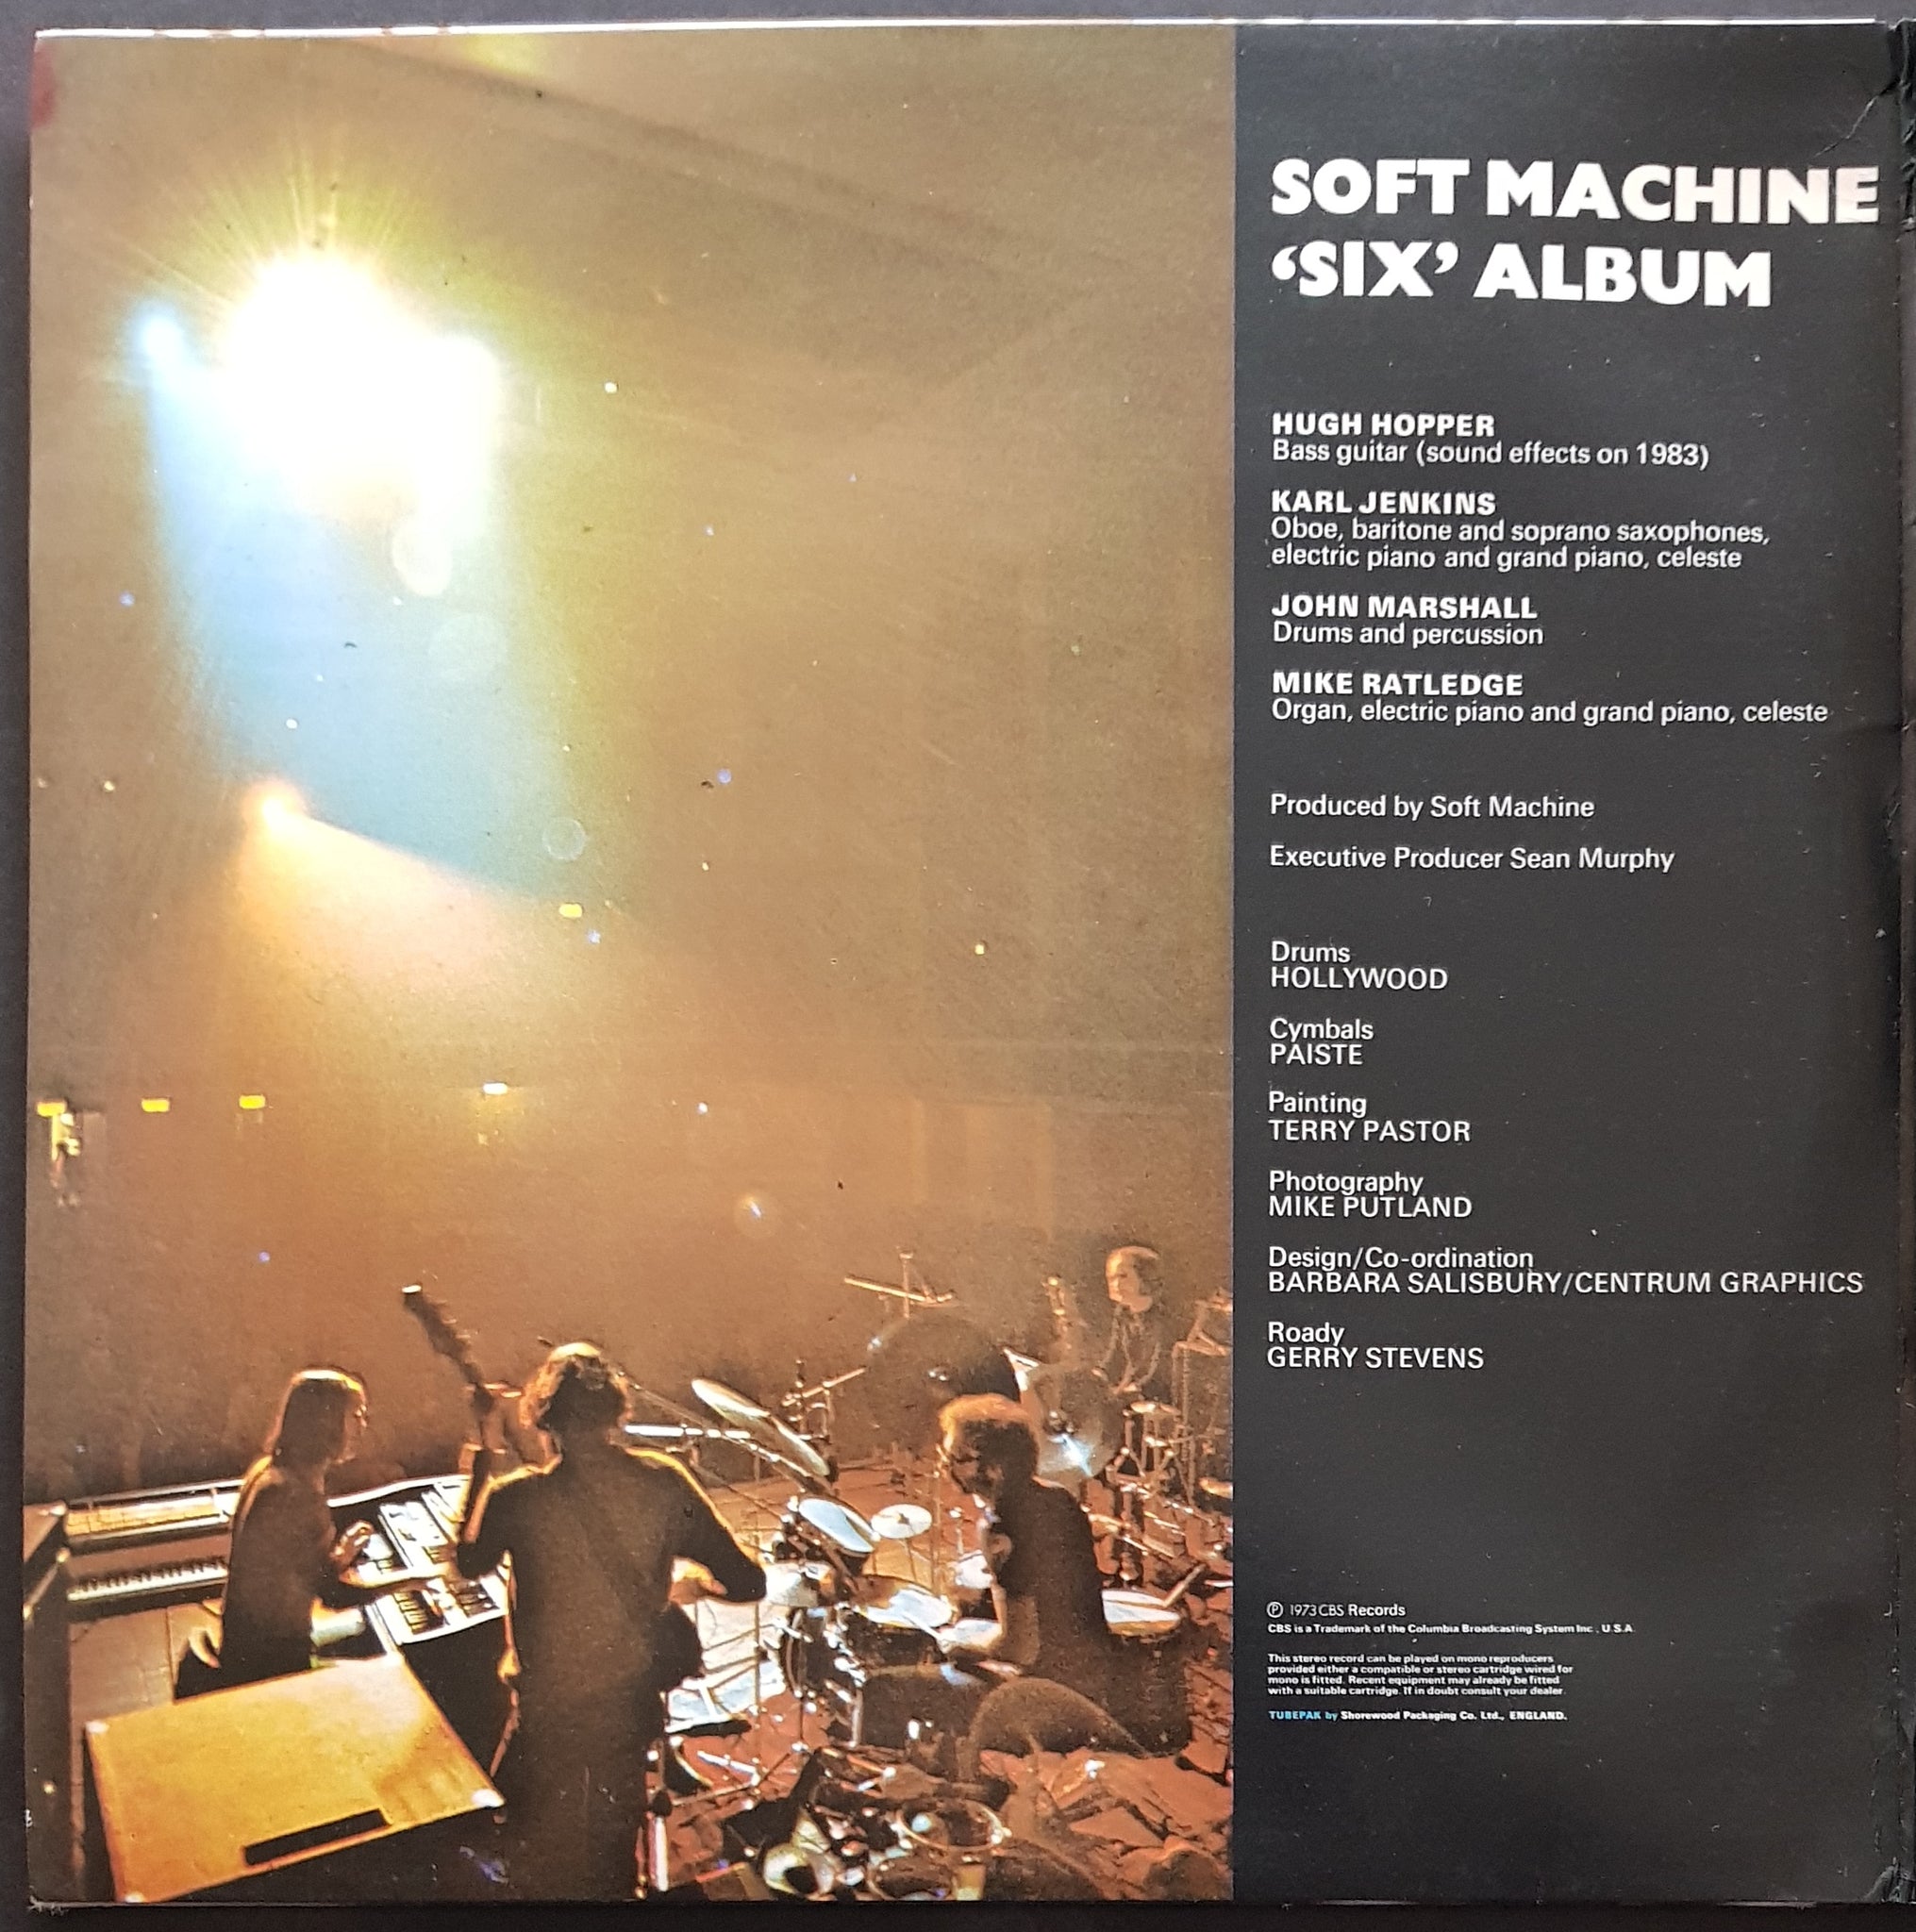 SOFT MACHINE
‘SIX’ ALBUM
HUGH HOPPER
Bass guitar (sound effects on 1983)
KARL JENKINS
Oboe, baritone and soprano saxophones,
electric piano and grand piano, celeste
JOHN MARSHALL
Drums and percussion
MIKE RATLEDGE
Organ, electric piano and grand piano, celeste
Produced by Soft Machine
Executive Producer Sean Murphy
Drums
HOLLYWOOD
Cymbals
PAISTE
Painting
TERRY PASTOR
Photography
MIKE PUTLAND
Design/Co-ordination
BARBARA SALISBURY/CENTRUM GRAPHICS
Roady
GERRY STEVENS
℗ 1973 CBS Records
CBS is a Trademark of the Columbia Broadcasting System Inc., U.S.A.
This stereo record can be played on mono reproducers
provided either a compatible or stereo cartridge wired for
mono is fitted. Recent equipment may already be fitted
with a suitable cartridge. If in doubt consult your dealer.
TUBEPAK by Shorewood Packaging Co. Ltd., ENGLAND.